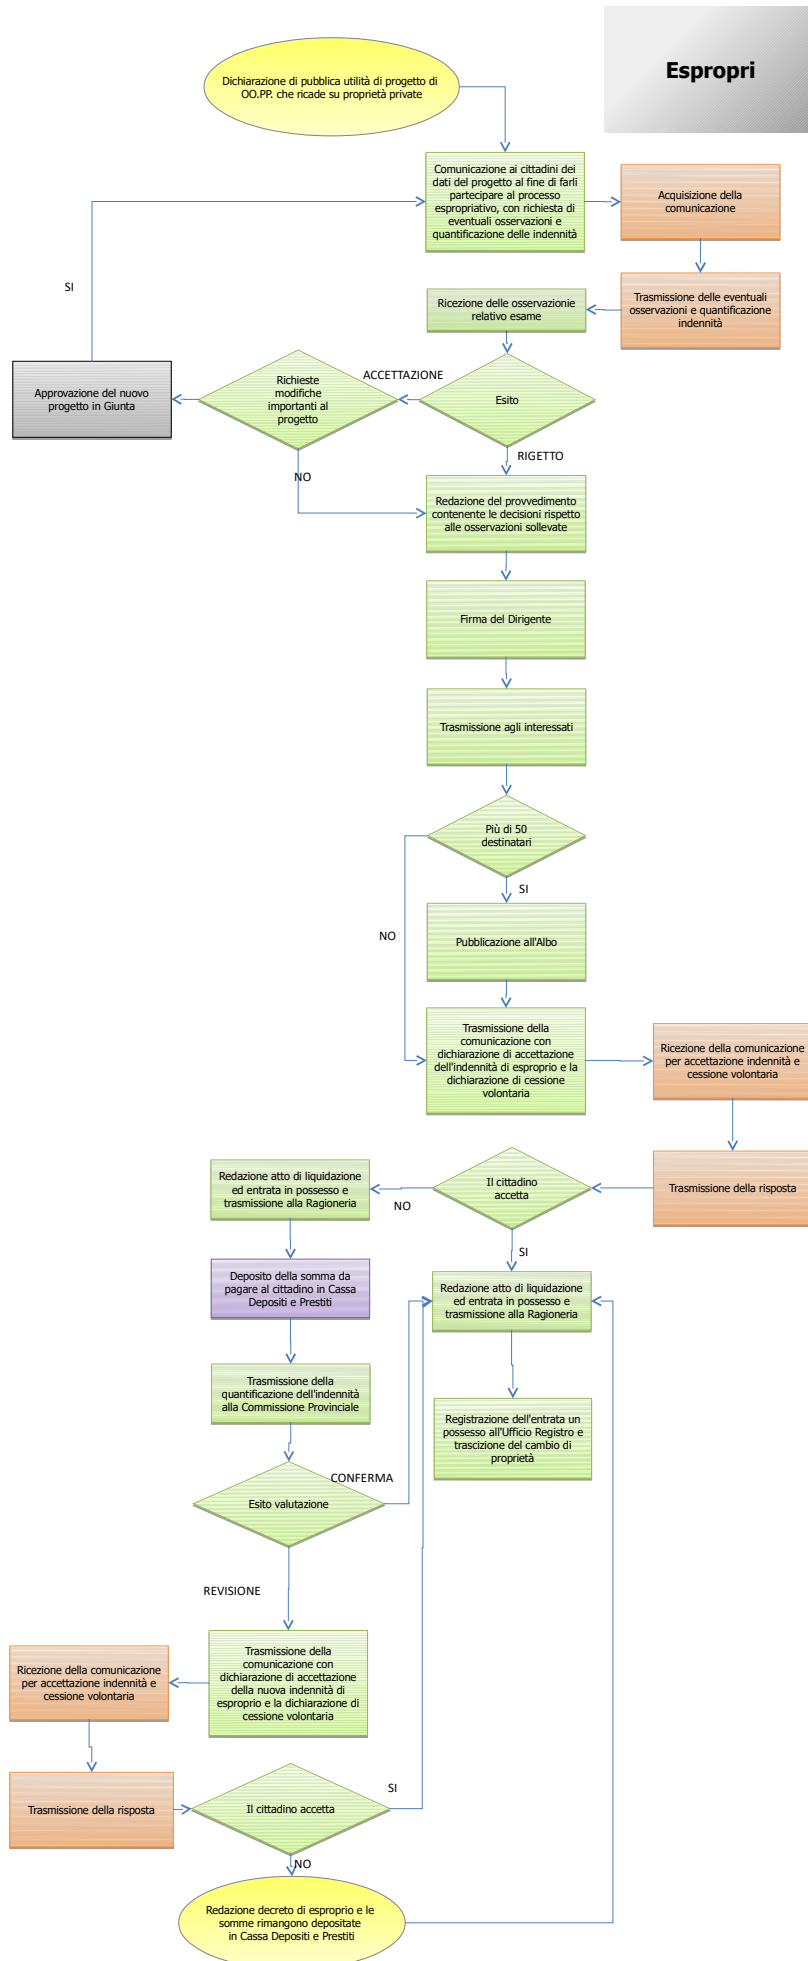 Espropri
Dichiarazione di pubblica utilità di progetto di
OO.PP. che ricade su proprietà private
Comunicazione ai cittadini dei
dati del progetto al fine di farli
partecipare al processo
espropriativo, con richiesta di
eventuali osservazioni e
quantificazione delle indennità
Acquisizione della
comunicazione
SI
Trasmissione delle eventuali
osservazioni e quantificazione
indennità
Ricezione delle osservazionie
relativo esame
ACCETTAZIONE
Approvazione del nuovo
progetto in Giunta
Richieste
modifiche
importanti al
progetto
Esito
RIGETTO
NO
Redazione del provvedimento
contenente le decisioni rispetto
alle osservazioni sollevate
Firma del Dirigente
Trasmissione agli interessati
Più di 50
destinatari
SI
NO
Pubblicazione all'Albo
Trasmissione della
comunicazione con
dichiarazione di accettazione
dell'indennità di esproprio e la
dichiarazione di cessione
volontaria
Ricezione della comunicazione
per accettazione indennità e
cessione volontaria
Trasmissione della risposta
Il cittadino
accetta
NO
SI
Redazione atto di liquidazione
ed entrata in possesso e
trasmissione alla Ragioneria
Deposito della somma da
pagare al cittadino in Cassa
Depositi e Prestiti
Redazione atto di liquidazione
ed entrata in possesso e
trasmissione alla Ragioneria
Trasmissione della
quantificazione dell'indennità
alla Commissione Provinciale
Registrazione dell'entrata un
possesso all'Ufficio Registro e
trascizione del cambio di
proprietà
CONFERMA
Esito valutazione
REVISIONE
Trasmissione della
comunicazione con
dichiarazione di accettazione
della nuova indennità di
esproprio e la dichiarazione di
cessione volontaria
Ricezione della comunicazione
per accettazione indennità e
cessione volontaria
Trasmissione della risposta
Il cittadino accetta
SI
NO
Redazione decreto di esproprio e le
somme rimangono depositate
in Cassa Depositi e Prestiti